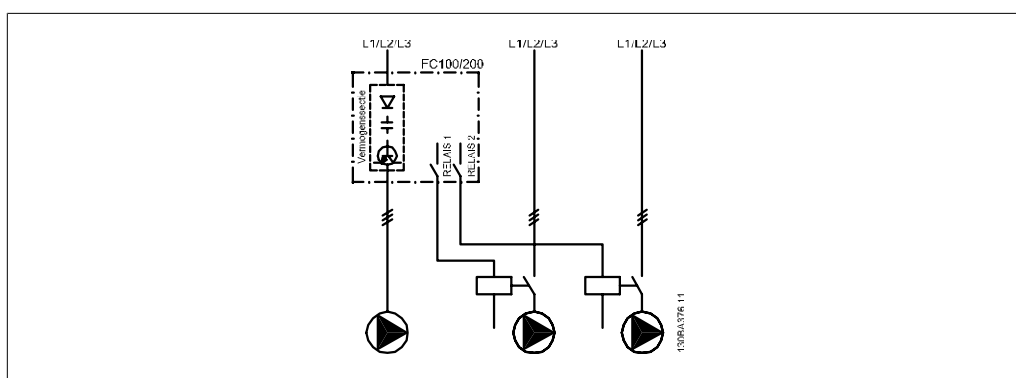 L1/L2/L3
L1/L2/L3
L1/L2/L3
FC100/200
Vermogenssectie
RELAIS 1
RELAIS 2
130BA376.11